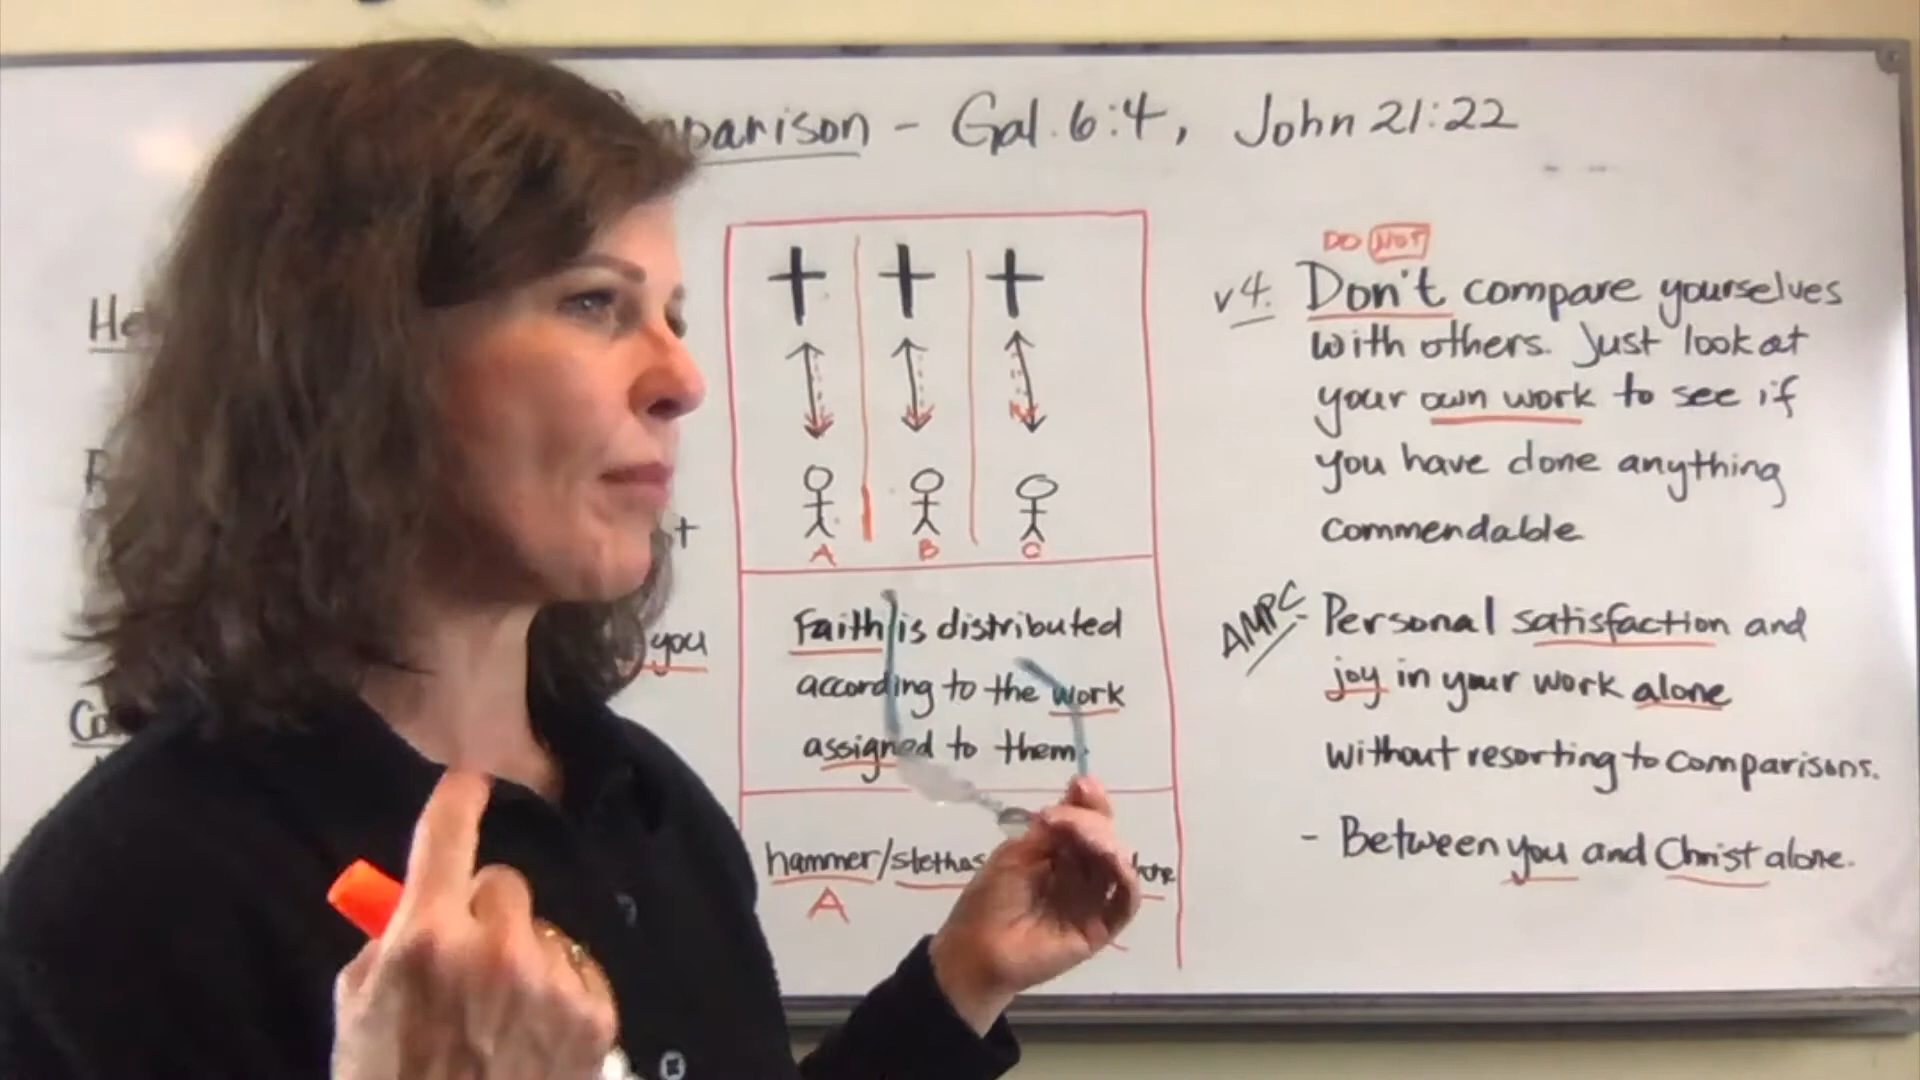 - Gal. 6:4, John 21:22
DO NOT
v4. Don't compare yourselves
with others. Just look at
your own work to see if
you have done anything
commendable
A B C
you
Faith is distributed
according to the work
assigned to them
AMPC - Personal satisfaction and
joy in your work alone
without resorting to comparisons.
- Between you and Christ alone.
hammer/
A